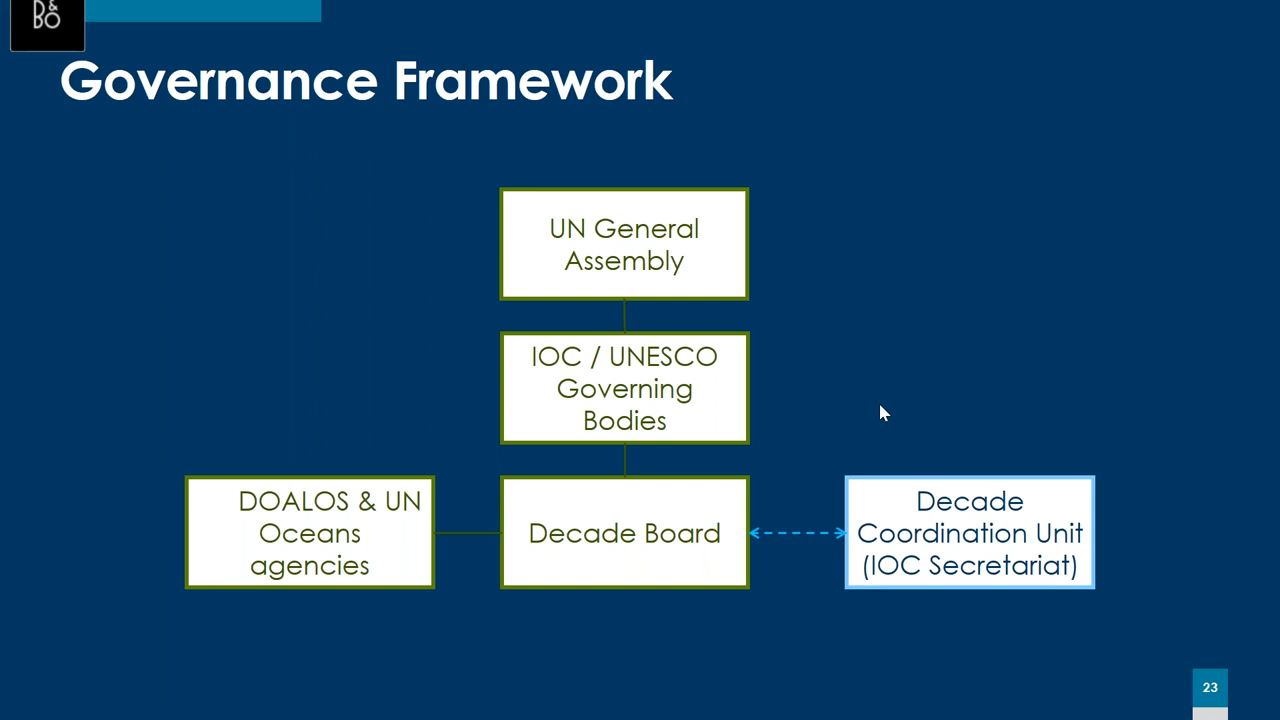 B&
BO
Governance Framework
UN General
Assembly
IOC / UNESCO
Governing
Bodies
DOALOS & UN
Oceans
agencies
Decade Board
Decade
Coordination Unit
(IOC Secretariat)
23